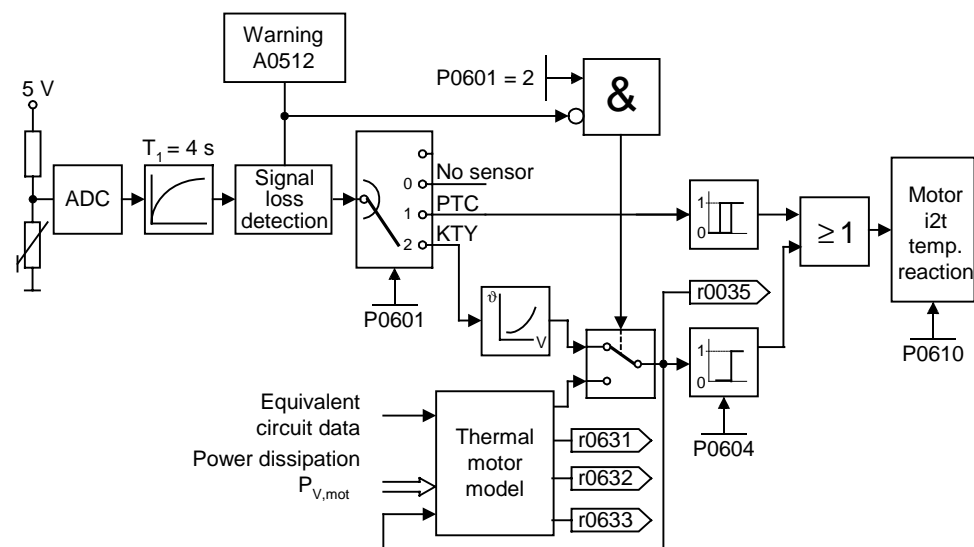 Warning
A0512
P0601 = 2
&
5 V
T1 = 4 s
ADC
Signal
loss
detection
No sensor
0
PTC
1
KTY
2
P0601
ϑ
V
1
0
≥1
Motor
i2t
temp.
reaction
P0610
r0035
1
0
P0604
Equivalent
circuit data
Power dissipation
PV,mot
Thermal
motor
model
r0631
r0632
r0633